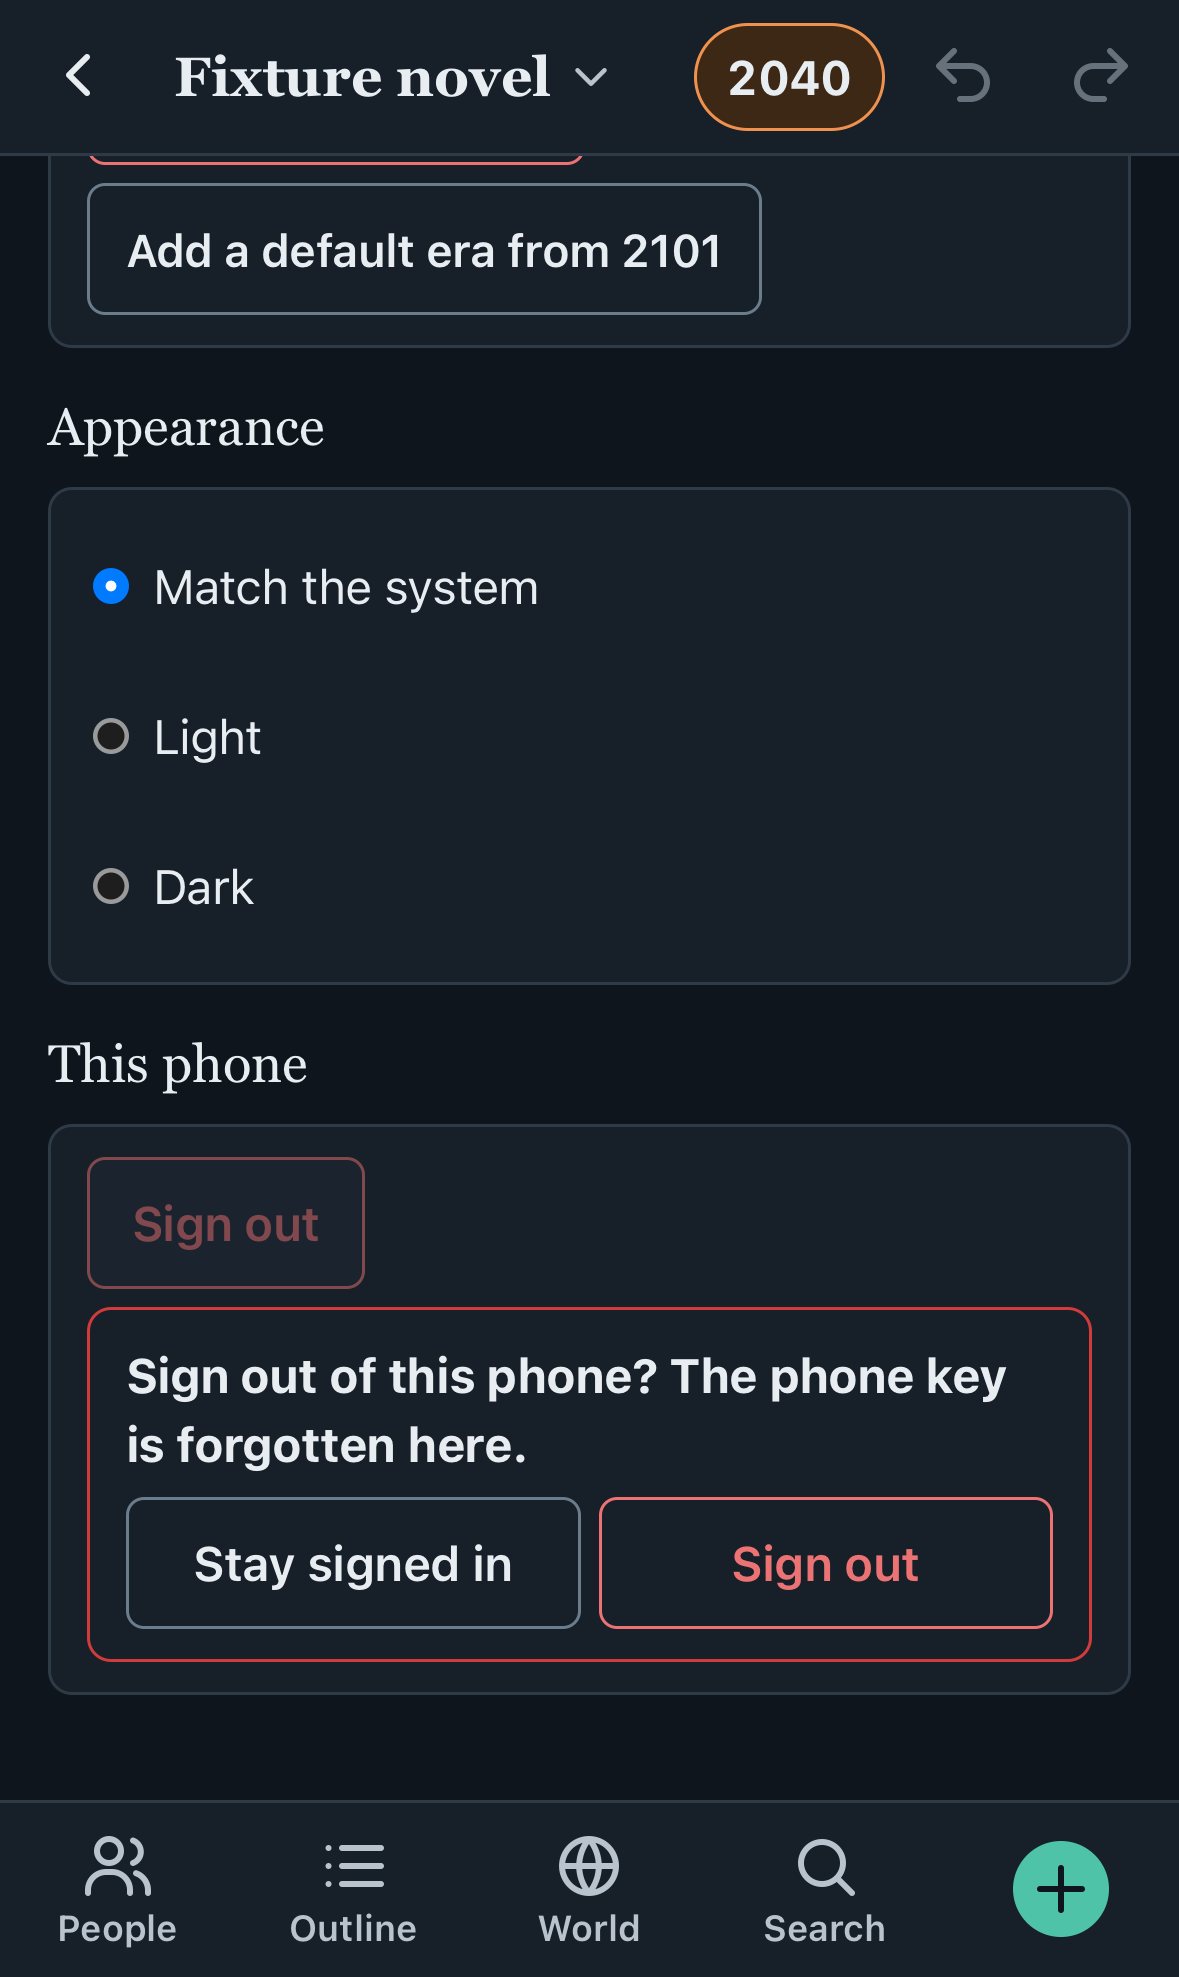 Fixture novel
2040
Add a default era from 2101
Appearance
Match the system
Light
Dark
This phone
Sign out
Sign out of this phone? The phone key
is forgotten here.
Stay signed in
Sign out
People
Outline
World
Search